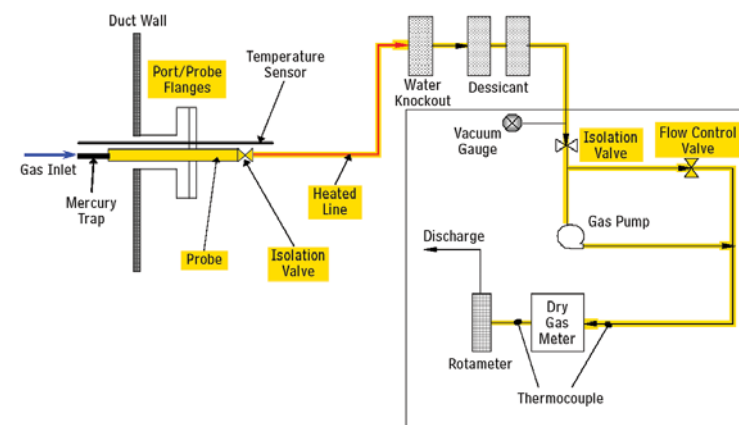 Duct Wall
Port/Probe
Flanges
Temperature
Sensor
Water
Knockout
Dessicant
Vacuum
Gauge
Isolation
Valve
Flow Control
Valve
Gas Inlet
Mercury
Trap
Probe
Isolation
Valve
Heated
Line
Gas Pump
Discharge
Dry
Gas
Meter
Rotameter
Thermocouple